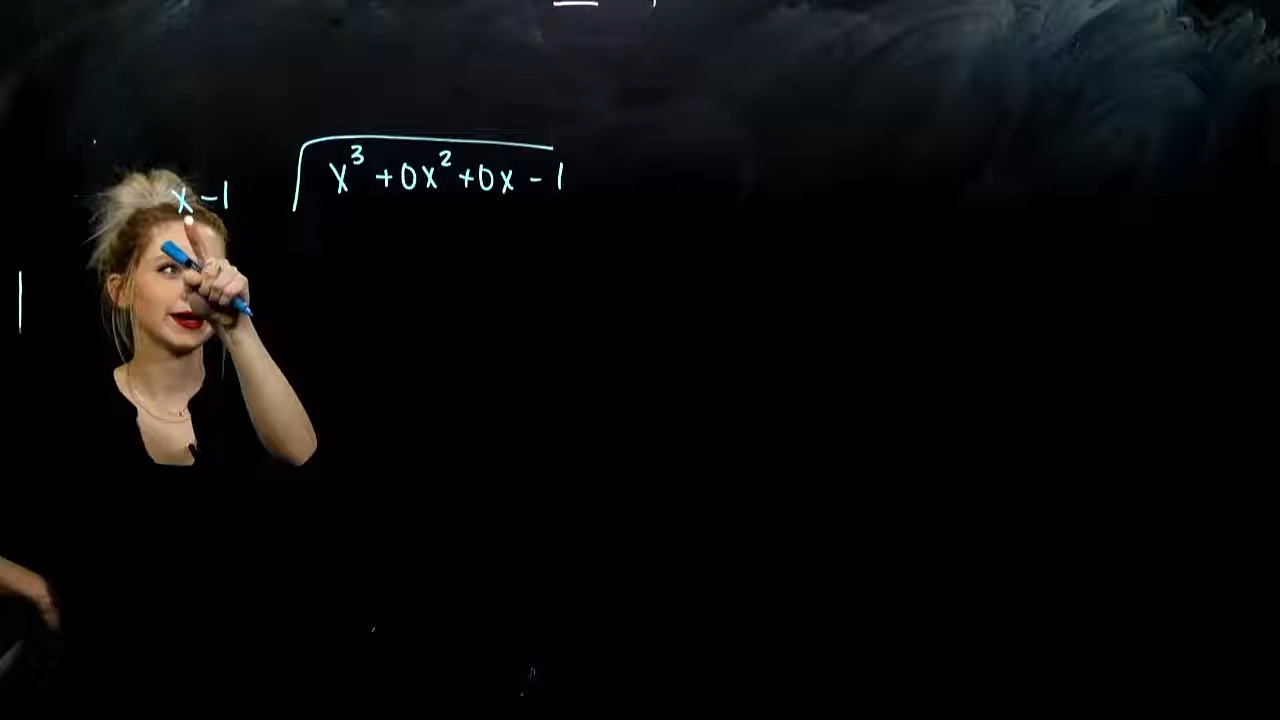 x - 1 x³ + 0x² + 0x - 1